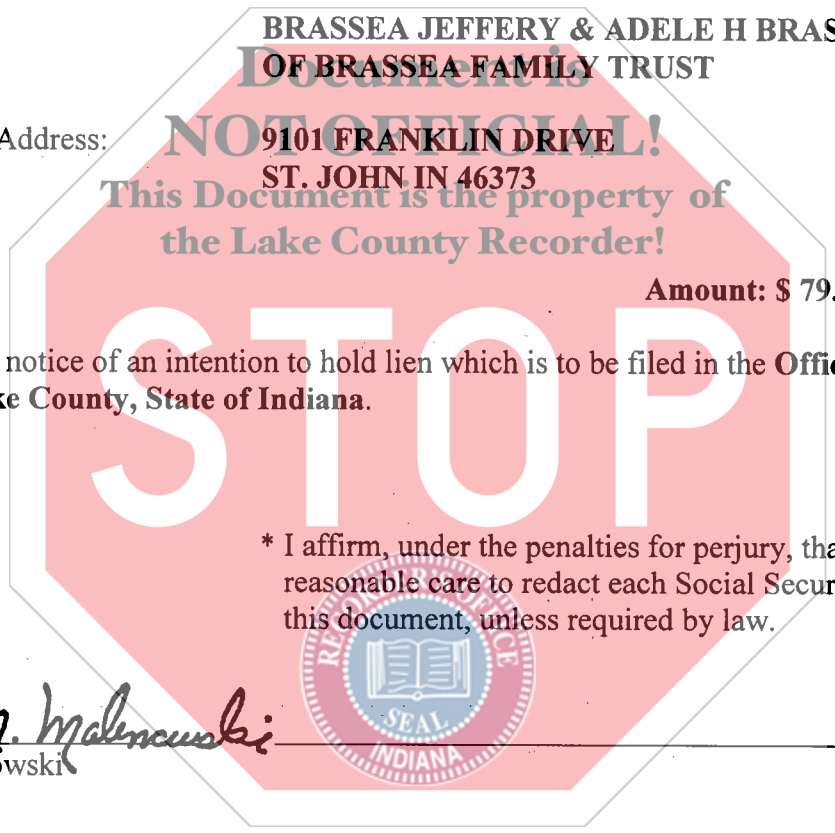 BRASSEA JEFFERY & ADELE H BRAS
OF BRASSEA FAMILY TRUST
Document is
NOT OFFICIAL!
Address:
9101 FRANKLIN DRIVE
ST. JOHN IN 46373
This Document is the property of
the Lake County Recorder!
Amount: $ 79.
notice of an intention to hold lien which is to be filed in the Offic
ke County, State of Indiana.
STOP
* I affirm, under the penalties for perjury, tha
reasonable care to redact each Social Secur
this document, unless required by law.
RECORDER'S OFFICE
SEAL
INDIANA
Malinowski
owski